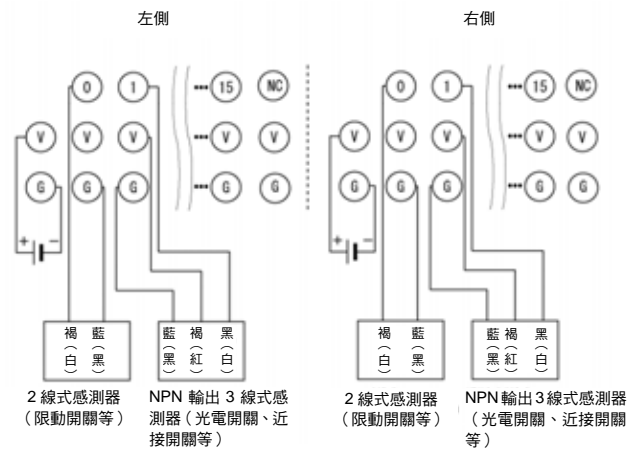 左側
右側
0 1 ••• 15 NC
V V V ••• V V
G G G ••• G G
+ −
褐(白) 藍(黑)
藍(黑) 褐(紅) 黑(白)
2 線式感測器
(限動開關等)
NPN 輸出 3 線式感
測器(光電開關、近
接開關等)
0 1 ••• 15 NC
V V V ••• V V
G G G ••• G G
+ −
褐(白) 藍(黑)
藍(黑) 褐(紅) 黑(白)
2 線式感測器
(限動開關等)
NPN 輸出 3 線式感測器
(光電開關、近接開關
等)